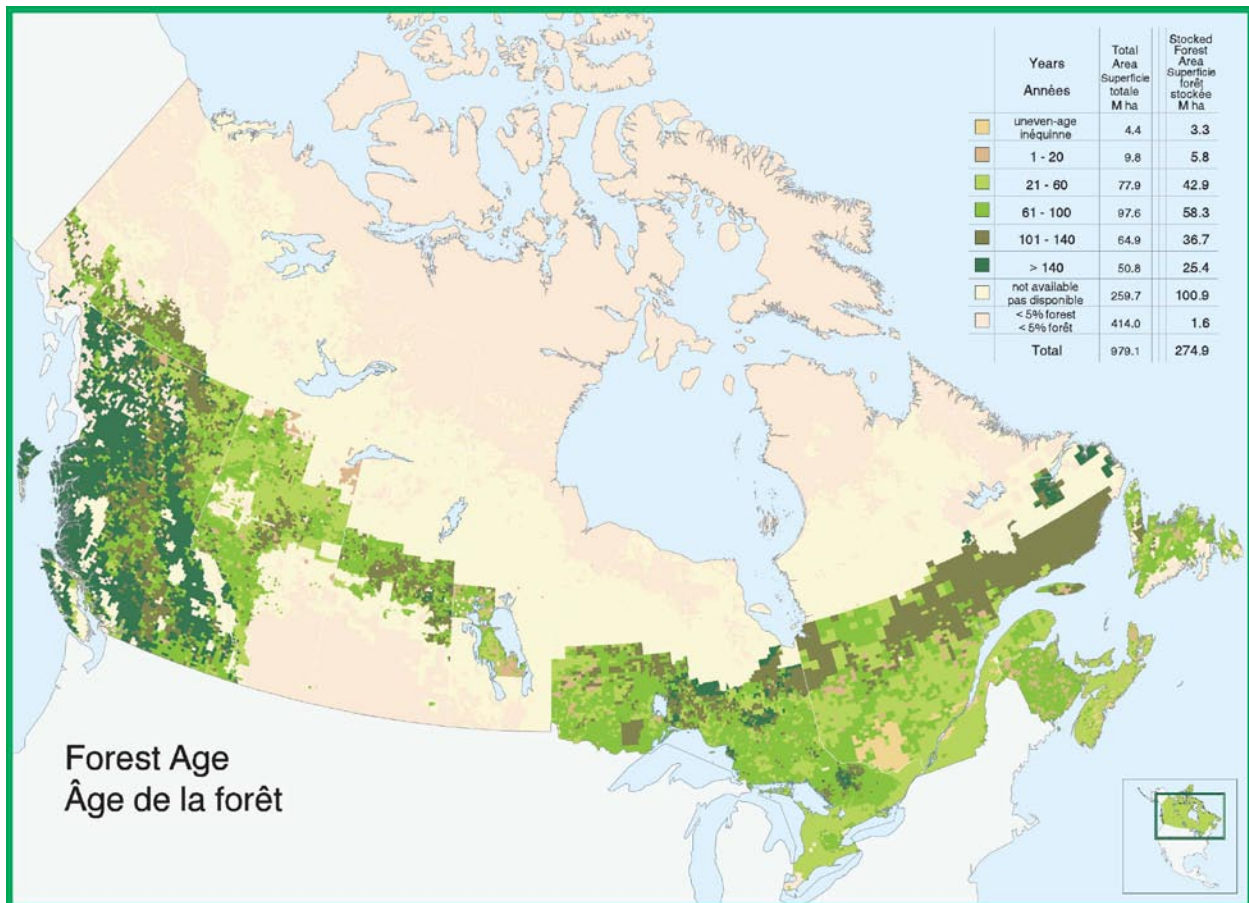 Years
Années
Total
Area
Superficie
totale
M ha
Stocked
Forest
Area
Superficie
forêt
stockée
M ha
uneven-age
inéquinne
4.4 3.3
1 - 20 9.8 5.8
21 - 60 77.9 42.9
61 - 100 97.6 58.3
101 - 140 64.9 36.7
> 140 50.8 25.4
not available
pas disponible
259.7 100.9
< 5% forest
< 5% forêt
414.0 1.6
Total 979.1 274.9
Forest Age
Âge de la forêt